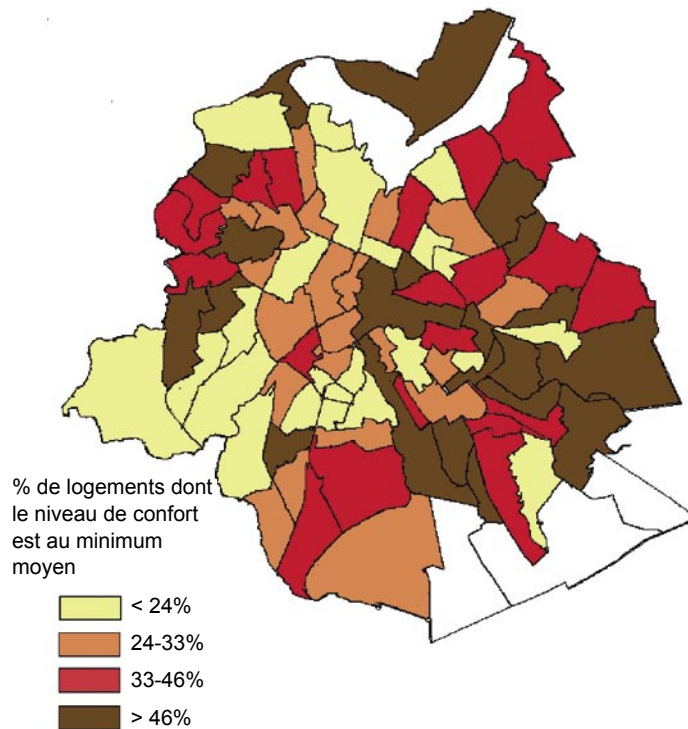 % de logements dont
le niveau de confort
est au minimum
moyen
< 24%
24-33%
33-46%
> 46%